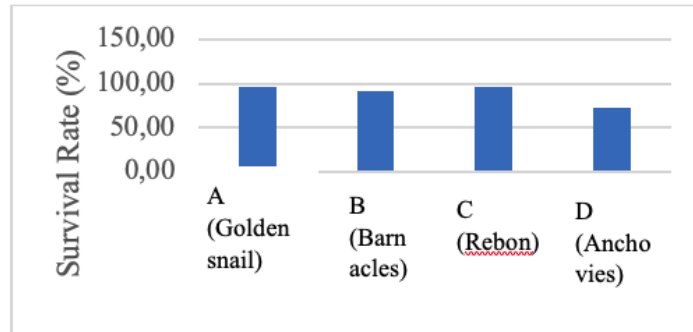 Survival Rate (%)
150,00
100,00
50,00
0,00
A
(Golden
snail)
B
(Barn
acles)
C
(Rebon)
D
(Ancho
vies)